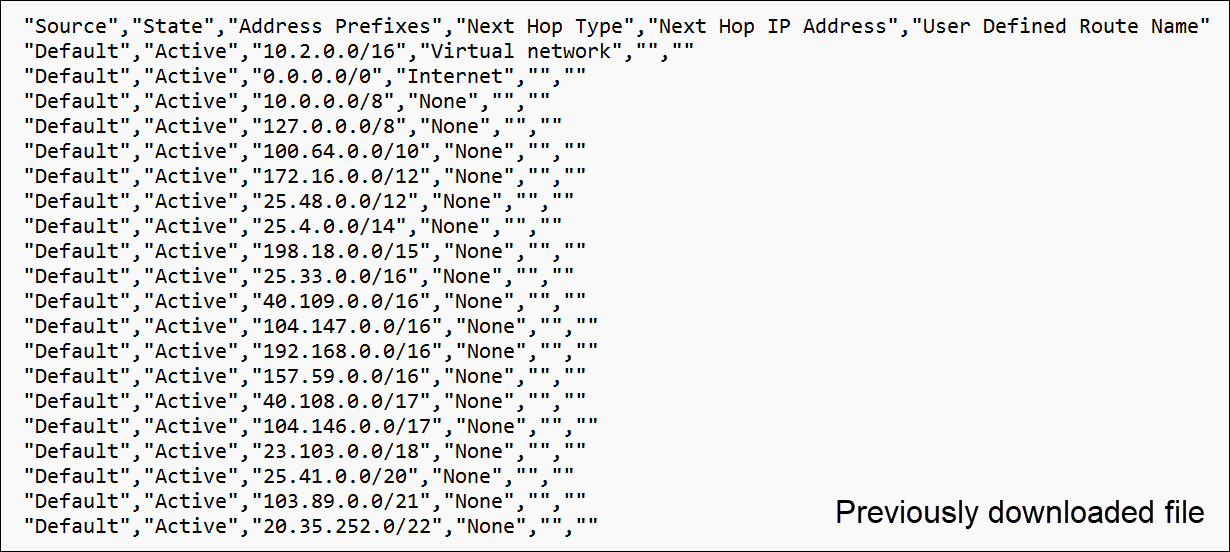 "Source","State","Address Prefixes","Next Hop Type","Next Hop IP Address","User Defined Route Name"
"Default","Active","10.2.0.0/16","Virtual network","",""
"Default","Active","0.0.0.0/0","Internet","",""
"Default","Active","10.0.0.0/8","None","",""
"Default","Active","127.0.0.0/8","None","",""
"Default","Active","100.64.0.0/10","None","",""
"Default","Active","172.16.0.0/12","None","",""
"Default","Active","25.48.0.0/12","None","",""
"Default","Active","25.4.0.0/14","None","",""
"Default","Active","198.18.0.0/15","None","",""
"Default","Active","25.33.0.0/16","None","",""
"Default","Active","40.109.0.0/16","None","",""
"Default","Active","104.147.0.0/16","None","",""
"Default","Active","192.168.0.0/16","None","",""
"Default","Active","157.59.0.0/16","None","",""
"Default","Active","40.108.0.0/17","None","",""
"Default","Active","104.146.0.0/17","None","",""
"Default","Active","23.103.0.0/18","None","",""
"Default","Active","25.41.0.0/20","None","",""
"Default","Active","103.89.0.0/21","None","",""
"Default","Active","20.35.252.0/22","None","",""
Previously downloaded file